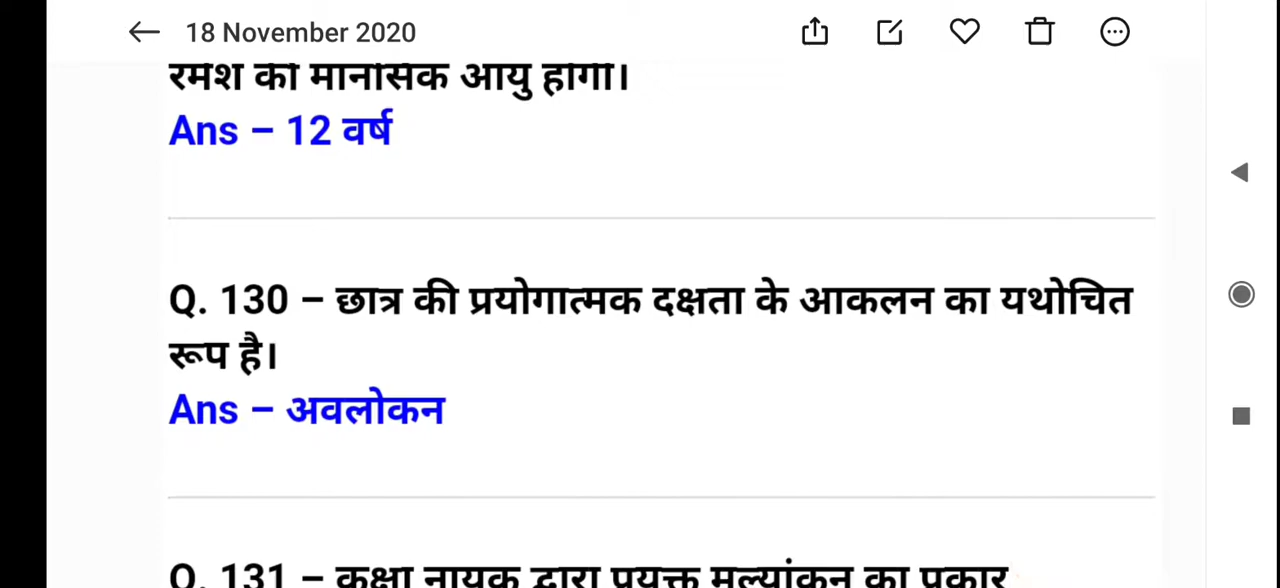 18 November 2020
रमेश की मानसिक आयु होगी।
Ans – 12 वर्ष
Q. 130 – छात्र की प्रयोगात्मक दक्षता के आकलन का यथोचित
रूप है।
Ans – अवलोकन
Q. 131 – कक्षा नायक द्वारा प्रयुक्त मूल्यांकन का प्रकार